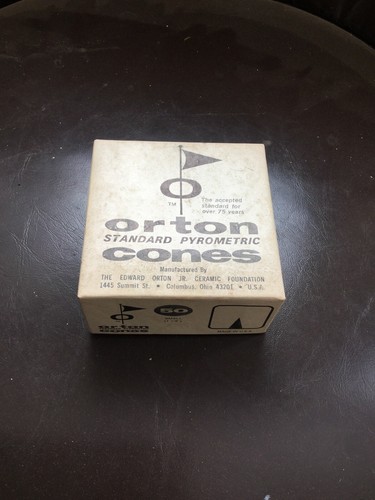 TM
The accepted
standard for
over 75 years
orton
STANDARD PYROMETRIC
cones
Manufactured By
THE EDWARD ORTON JR. CERAMIC FOUNDATION
1445 Summit St. • Columbus, Ohio 43201 • U.S.A.
orton
cones
50